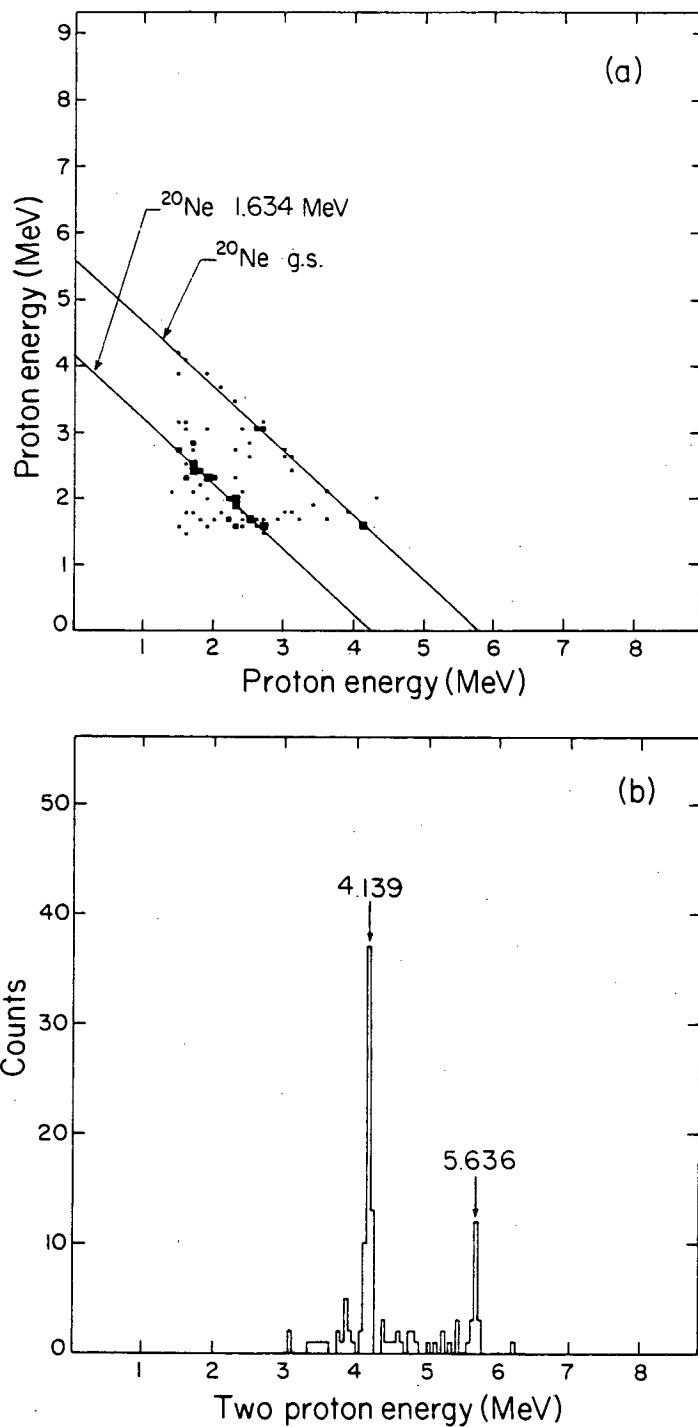 (a)
9
8
7
6
5
4
3
2
1
0
Proton energy (MeV)
²⁰Ne 1.634 MeV
²⁰Ne g.s.
1 2 3 4 5 6 7 8
Proton energy (MeV)
(b)
50
40
30
20
10
0
Counts
4.139
5.636
1 2 3 4 5 6 7 8
Two proton energy (MeV)